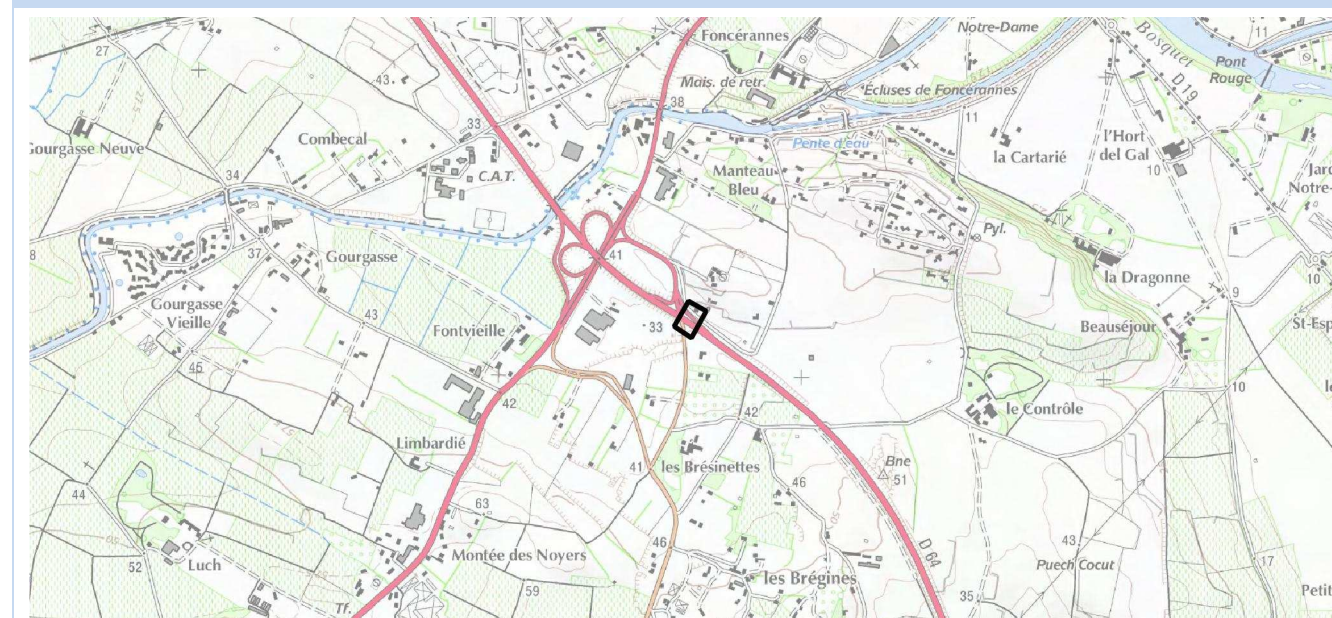 Notre-Dame
Foncérannes
11
27
Bosquet
Pont
Rouge
43
Mais. de retr.
Écluses de Foncérannes
D 19
38
33
11
Combecal
Gourgasse Neuve
l'Hort
del Gal
la Cartarié
Pente d'eau
C.A.T.
Manteau
Bleu
10
34
Jard
Notre-
Pyl.
37
Gourgasse
41
10
8
la Dragonne
9
Gourgasse
Vieille
43
Fontvieille
33
Beauséjour
St-Esp
45
10
42
42
le Contrôle
Limbardié
les Brésinettes
41
Bne
51
46
44
63
Montée des Noyers
46
D 64
43
Puech Cocut
17
52
Luch
les Brégines
59
35
Petit
Tf.